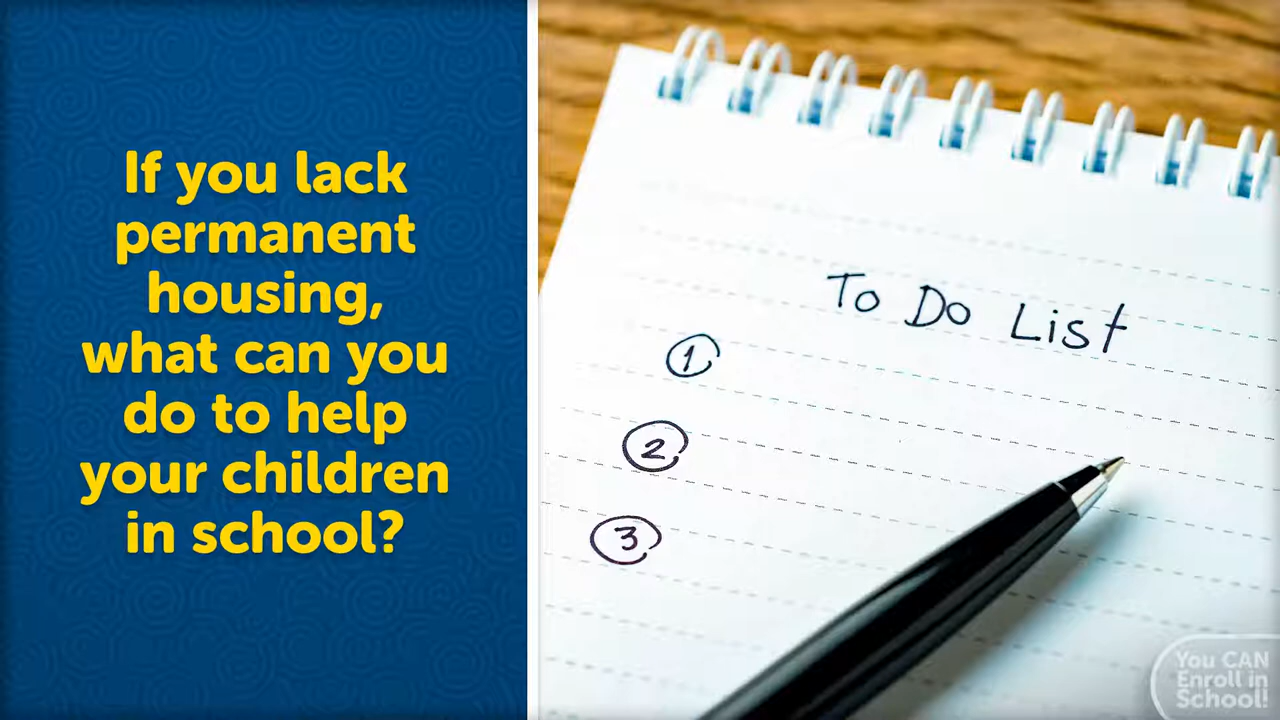 If you lack
permanent
housing,
what can you
do to help
your children
in school?
To Do List
1
2
3
You CAN
Enroll in
School!